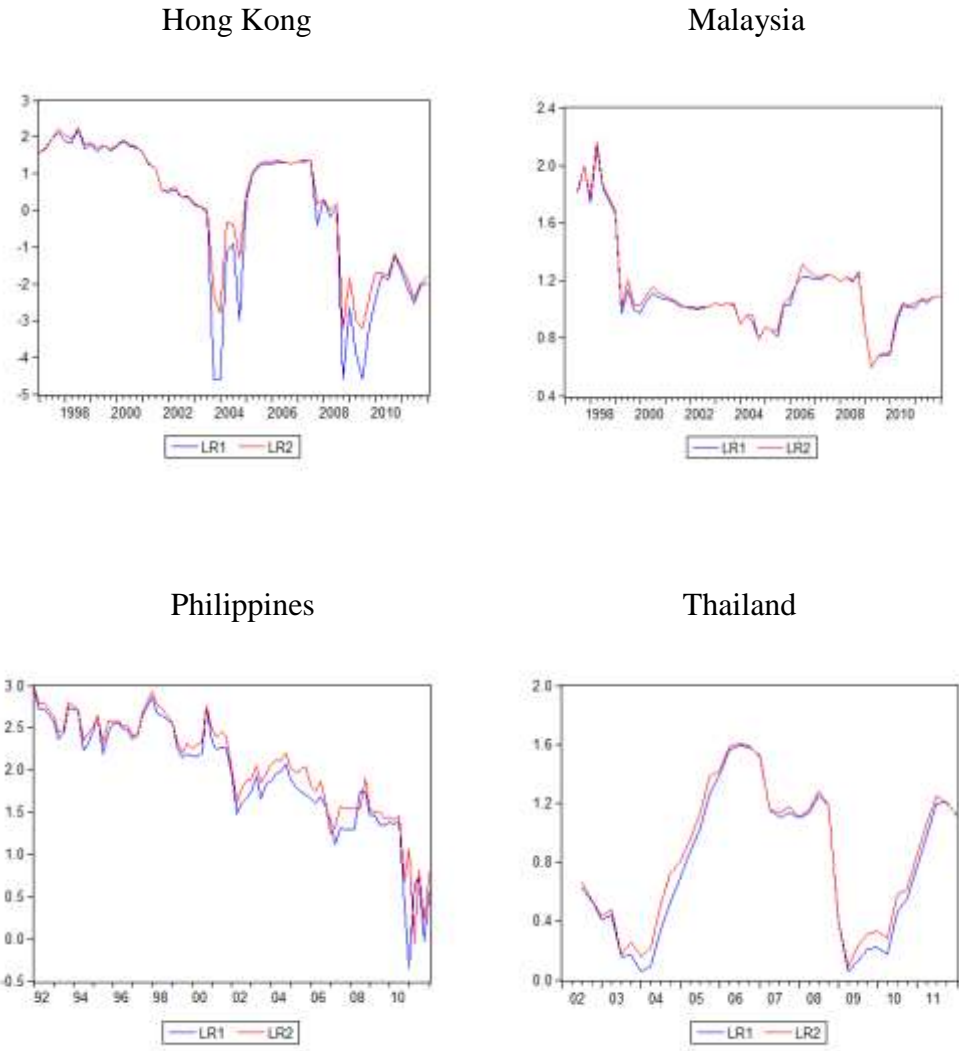 Hong Kong
Malaysia
3
2
1
0
-1
-2
-3
-4
-5
1998 2000 2002 2004 2006 2008 2010
LR1 LR2
2.4
2.0
1.6
1.2
0.8
0.4
1998 2000 2002 2004 2006 2008 2010
LR1 LR2
Philippines
Thailand
3.0
2.5
2.0
1.5
1.0
0.5
0.0
-0.5
92 94 96 98 00 02 04 06 08 10
LR1 LR2
2.0
1.6
1.2
0.8
0.4
0.0
02 03 04 05 06 07 08 09 10 11
LR1 LR2